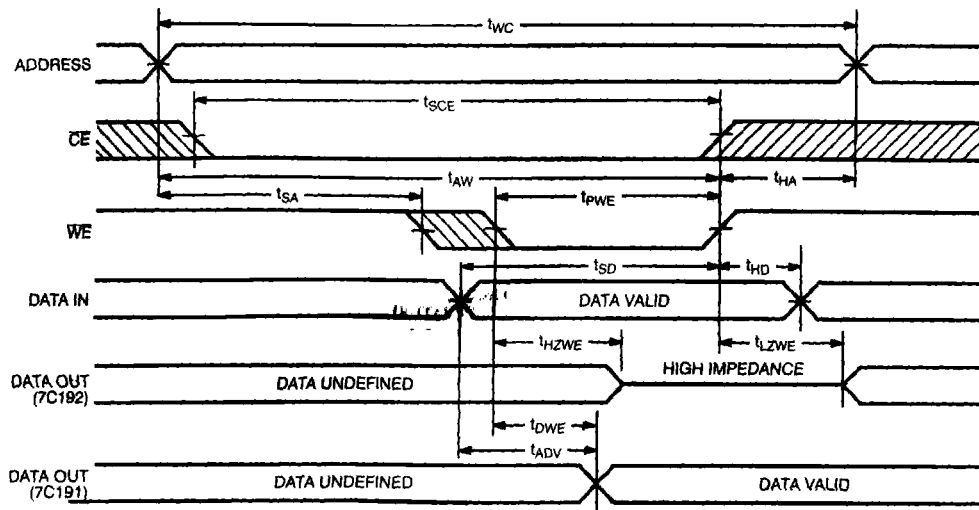 tWC
ADDRESS
tSCE
CE
tAW
tHA
tSA
tPWE
WE
tSD
tHD
DATA IN
DATA VALID
tHZWE
tLZWE
HIGH IMPEDANCE
DATA OUT
(7C192)
DATA UNDEFINED
tDWE
tADV
DATA OUT
(7C191)
DATA UNDEFINED
DATA VALID